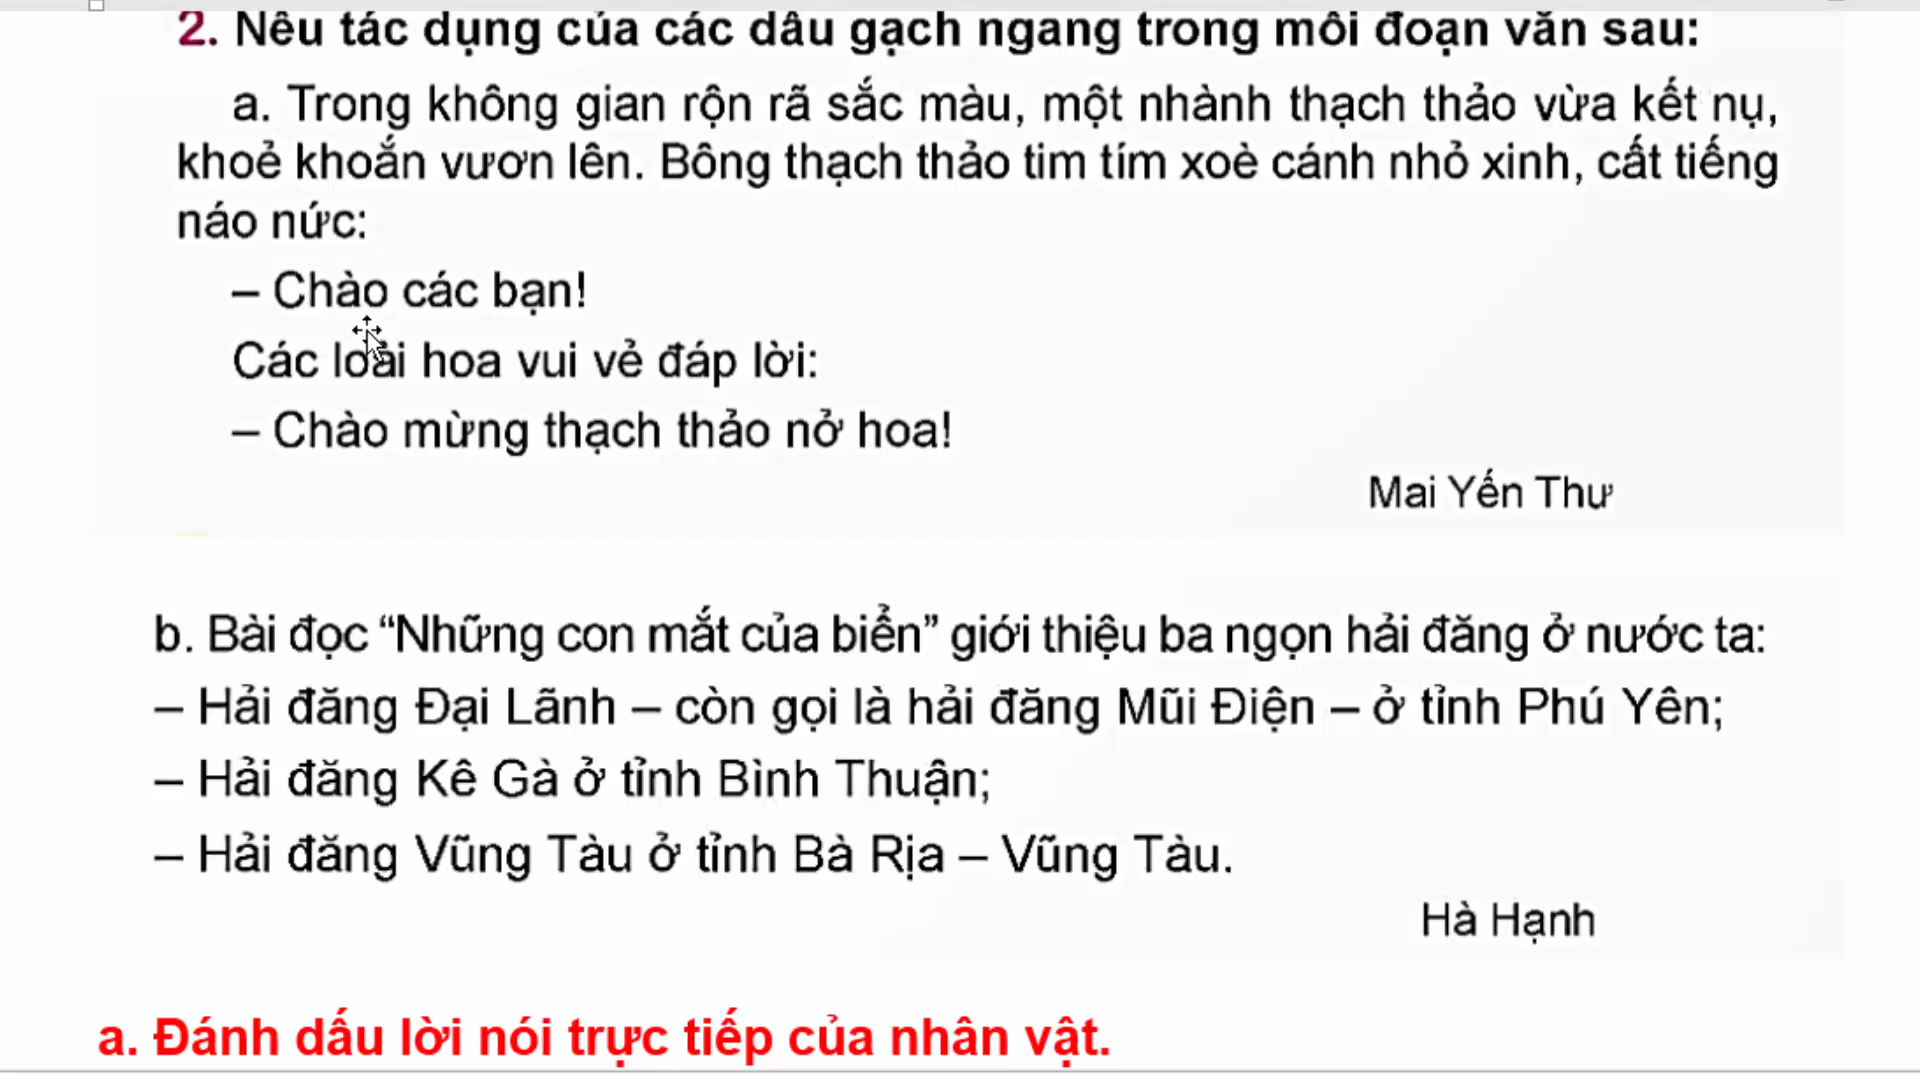 2. Nêu tác dụng của các dấu gạch ngang trong mỗi đoạn văn sau:
a. Trong không gian rộn rã sắc màu, một nhành thạch thảo vừa kết nụ,
khoẻ khoắn vươn lên. Bông thạch thảo tim tím xoè cánh nhỏ xinh, cất tiếng
náo nức:
– Chào các bạn!
Các loài hoa vui vẻ đáp lời:
– Chào mừng thạch thảo nở hoa!
Mai Yến Thư
b. Bài đọc “Những con mắt của biển” giới thiệu ba ngọn hải đăng ở nước ta:
– Hải đăng Đại Lãnh – còn gọi là hải đăng Mũi Điện – ở tỉnh Phú Yên;
– Hải đăng Kê Gà ở tỉnh Bình Thuận;
– Hải đăng Vũng Tàu ở tỉnh Bà Rịa – Vũng Tàu.
Hà Hạnh
a. Đánh dấu lời nói trực tiếp của nhân vật.